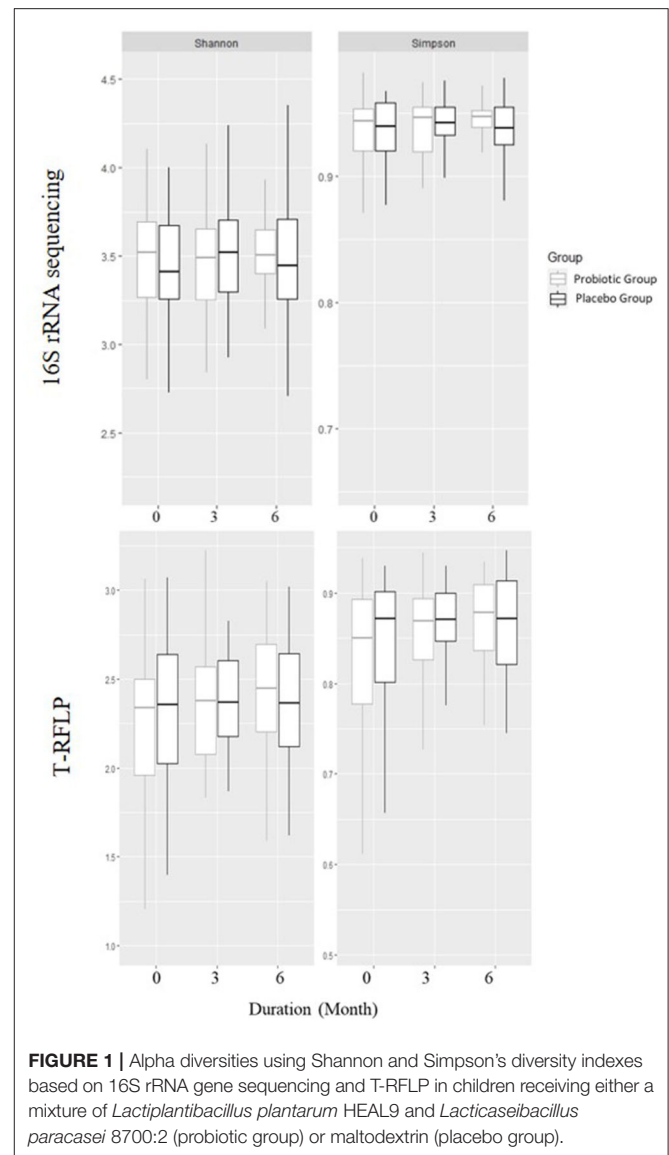 Shannon
Simpson
16S rRNA sequencing
4.5
4.0
3.5
3.0
2.5
0.9
0.8
0.7
0 3 6
0 3 6
Group
Probiotic Group
Placebo Group
T-RFLP
3.0
2.5
2.0
1.5
1.0
0.9
0.8
0.7
0.6
0.5
0 3 6
0 3 6
Duration (Month)
FIGURE 1 | Alpha diversities using Shannon and Simpson's diversity indexes
based on 16S rRNA gene sequencing and T-RFLP in children receiving either a
mixture of Lactiplantibacillus plantarum HEAL9 and Lacticaseibacillus
paracasei 8700:2 (probiotic group) or maltodextrin (placebo group).